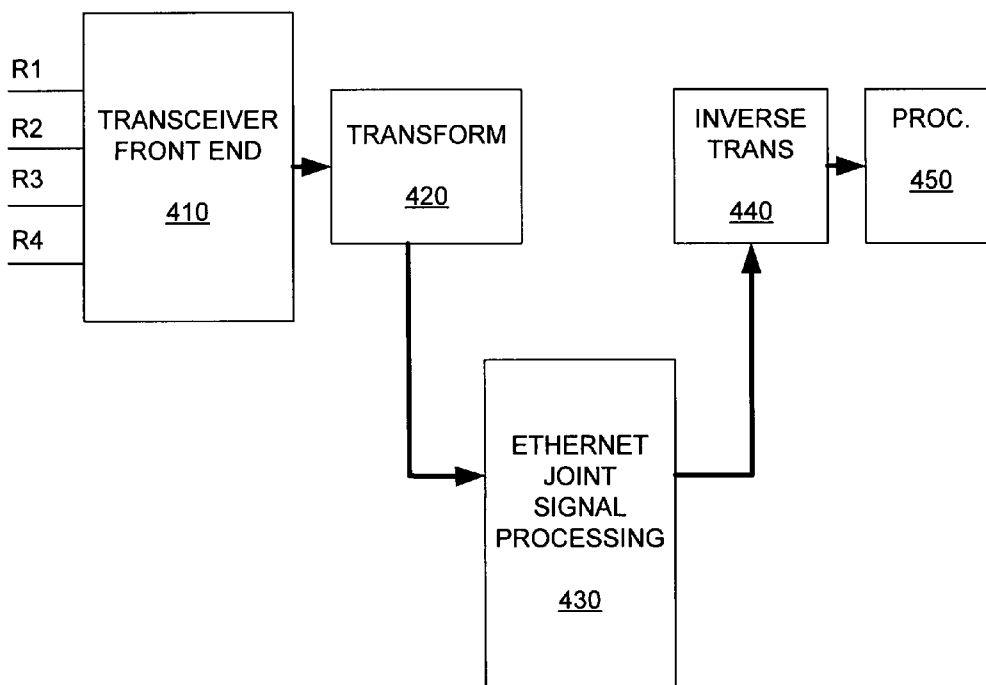 R1
R2
R3
R4
TRANSCEIVER
FRONT END
410
TRANSFORM
420
ETHERNET
JOINT
SIGNAL
PROCESSING
430
INVERSE
TRANS
440
PROC.
450